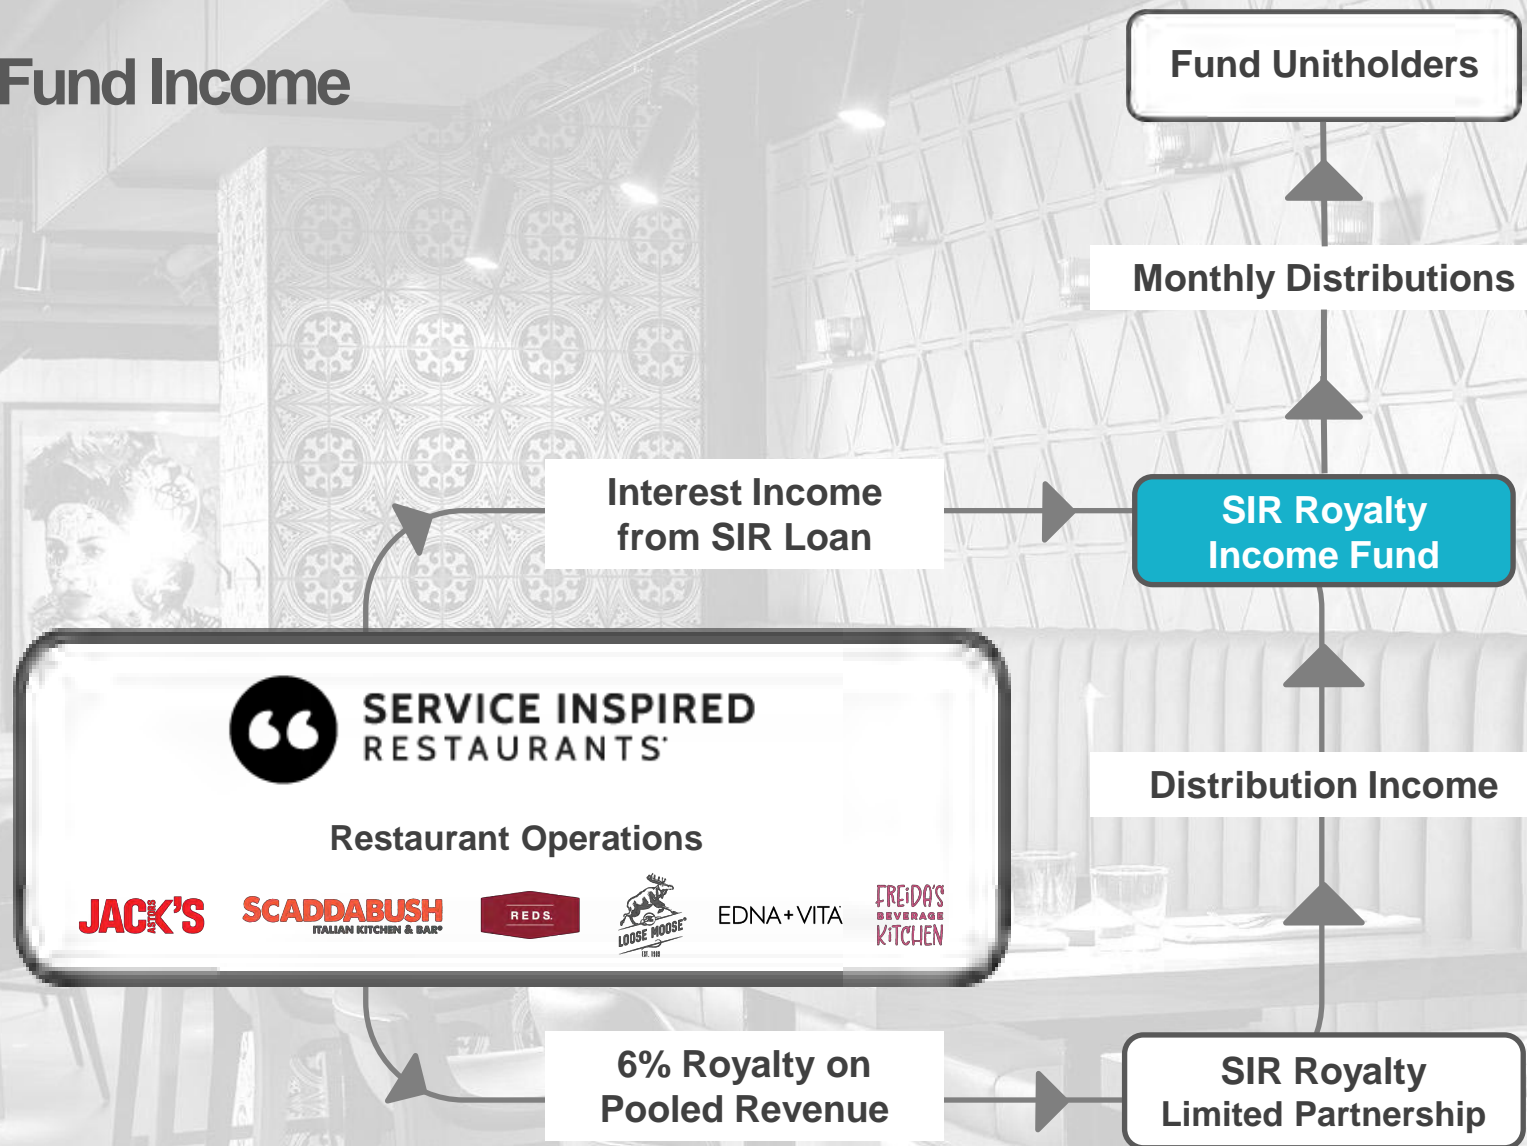 Fund Income
Fund Unitholders
Monthly Distributions
Interest Income
from SIR Loan
SIR Royalty
Income Fund
SERVICE INSPIRED
RESTAURANTS
Restaurant Operations
JACK'S
ASTORS
SCADDABUSH
ITALIAN KITCHEN & BAR®
REDS.
LOOSE MOOSE®
EDNA+VITA
FREiDA'S
BEVERAGE
KiTCHEN
Distribution Income
6% Royalty on
Pooled Revenue
SIR Royalty
Limited Partnership